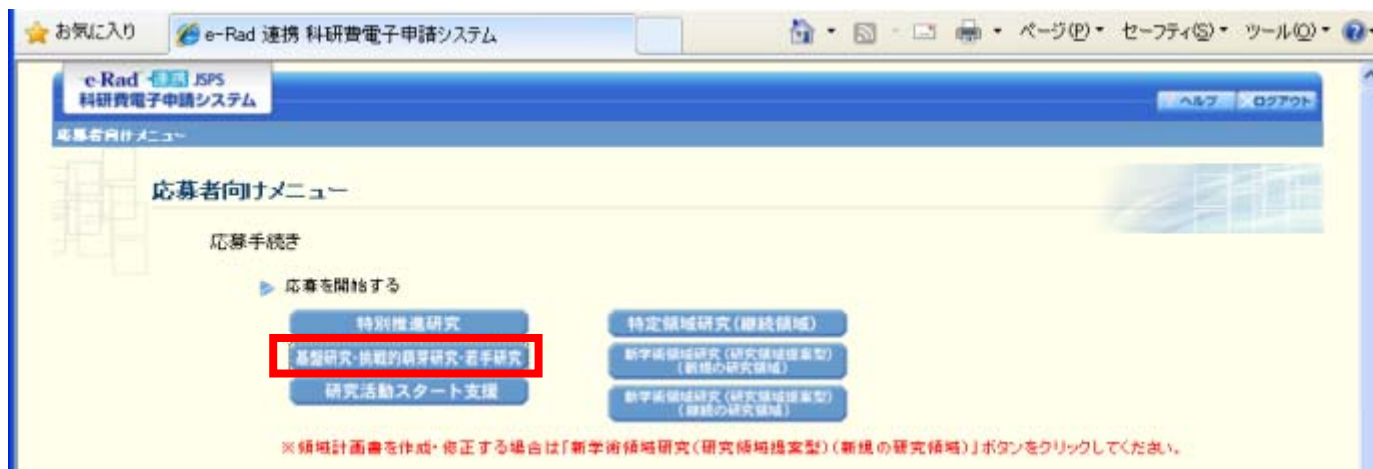 お気に入り e-Rad 連携 科研費電子申請システム ページ(P) セーフティ(S) ツール(O)
e-Rad 連携 JSPS
科研費電子申請システム
ヘルプ ログアウト
応募者向けメニュー
応募者向けメニュー
応募手続き
応募を開始する
特別推進研究 特定領域研究(継続領域)
基盤研究・挑戦的萌芽研究・若手研究 新学術領域研究(研究領域提案型)
(新規の研究領域)
研究活動スタート支援 新学術領域研究(研究領域提案型)
(継続の研究領域)
※領域計画書を作成・修正する場合は「新学術領域研究(研究領域提案型)(新規の研究領域)」ボタンをクリックしてください。